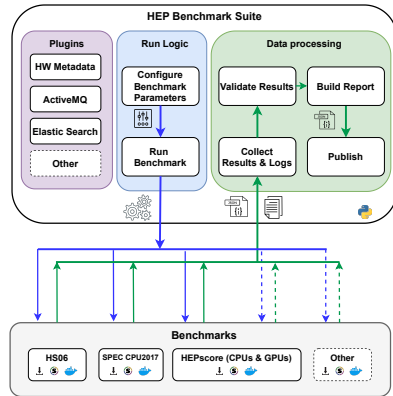 HEP Benchmark Suite
Plugins
HW Metadata
ActiveMQ
Elastic Search
Other
Run Logic
Configure
Benchmark
Parameters
Run
Benchmark
Data processing
Validate Results
Build Report
Collect
Results & Logs
Publish
Benchmarks
HS06
SPEC CPU2017
HEPscore (CPUs & GPUs)
Other